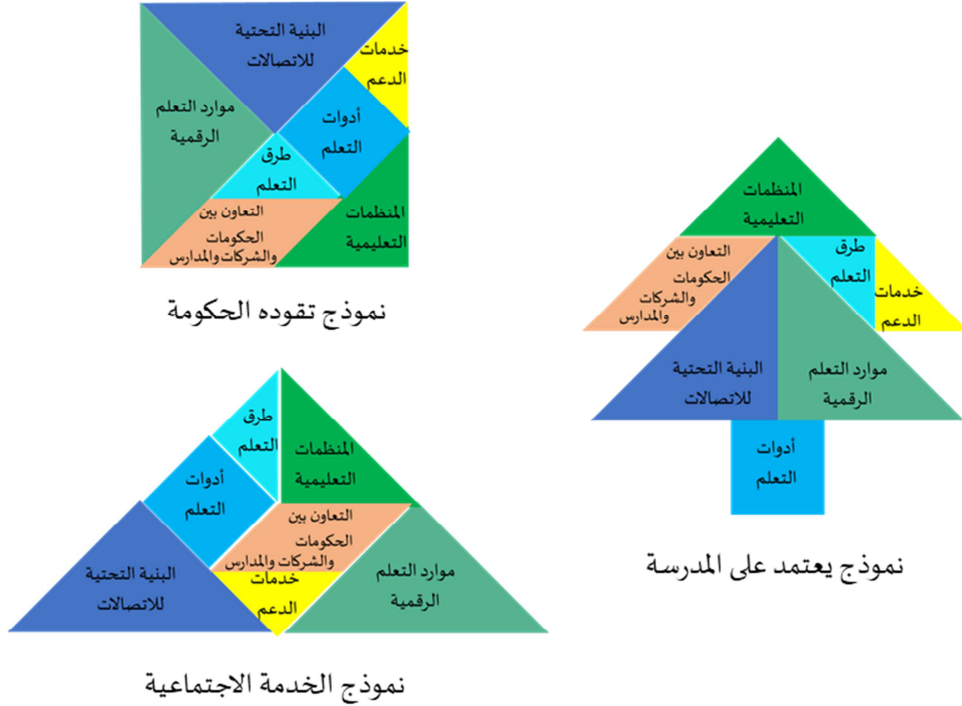 البنية التحتية
للاتصالات
خدمات
الدعم
موارد التعلم
الرقمية
أدوات
التعلم
طرق
التعلم
التعاون بين
الحكومات
والشركات والمدارس
المنظمات
التعليمية
نموذج تقوده الحكومة
المنظمات
التعليمية
التعاون بين
الحكومات
والشركات
والمدارس
طرق
التعلم
خدمات
الدعم
البنية التحتية
للاتصالات
موارد التعلم
الرقمية
أدوات
التعلم
نموذج يعتمد على المدرسة
طرق
التعلم
المنظمات
التعليمية
أدوات
التعلم
التعاون بين
الحكومات
والشركات والمدارس
البنية التحتية
للاتصالات
خدمات
الدعم
موارد التعلم
الرقمية
نموذج الخدمة الاجتماعية